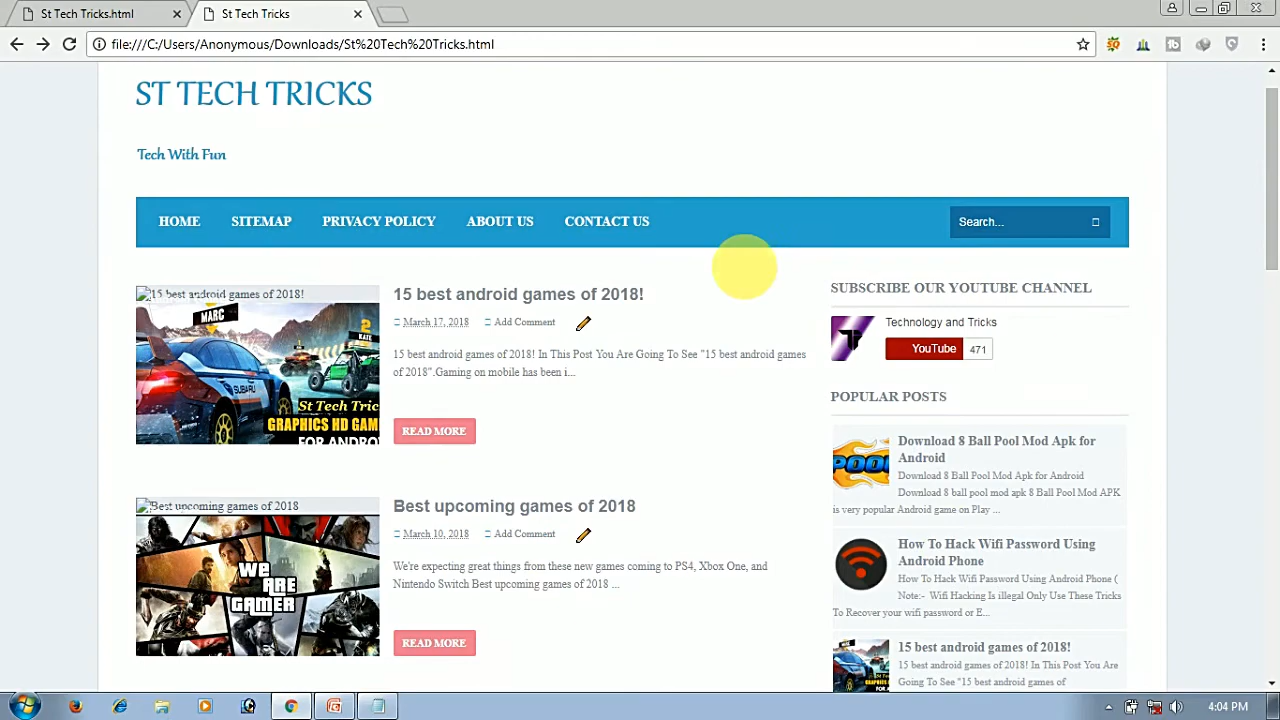 St Tech Tricks.html
St Tech Tricks
file:///C:/Users/Anonymous/Downloads/St%20Tech%20Tricks.html
ST TECH TRICKS
Tech With Fun
HOME SITEMAP PRIVACY POLICY ABOUT US CONTACT US
Search...
15 best android games of 2018!
MARC
2
KATE
SUBARU
St Tech Tric
GRAPHICS HD GAM
FOR ANDROI
15 best android games of 2018!
March 17, 2018 Add Comment
15 best android games of 2018! In This Post You Are Going To See "15 best android games
of 2018".Gaming on mobile has been i...
READ MORE
Best upcoming games of 2018
WE
ARE
GAMER
Best upcoming games of 2018
March 10, 2018 Add Comment
We're expecting great things from these new games coming to PS4, Xbox One, and
Nintendo Switch Best upcoming games of 2018 ...
READ MORE
SUBSCRIBE OUR YOUTUBE CHANNEL
Technology and Tricks
YouTube 471
POPULAR POSTS
POOL
Download 8 Ball Pool Mod Apk for
Android
Download 8 Ball Pool Mod Apk for Android
Download 8 ball pool mod apk 8 Ball Pool Mod APK
is very popular Android game on Play ...
How To Hack Wifi Password Using
Android Phone
How To Hack Wifi Password Using Android Phone (
Note:- Wifi Hacking Is illegal Only Use These Tricks
To Recover your wifi password or E...
15 best android games of 2018!
15 best android games of 2018! In This Post You Are
Going To See "15 best android games of
4:04 PM